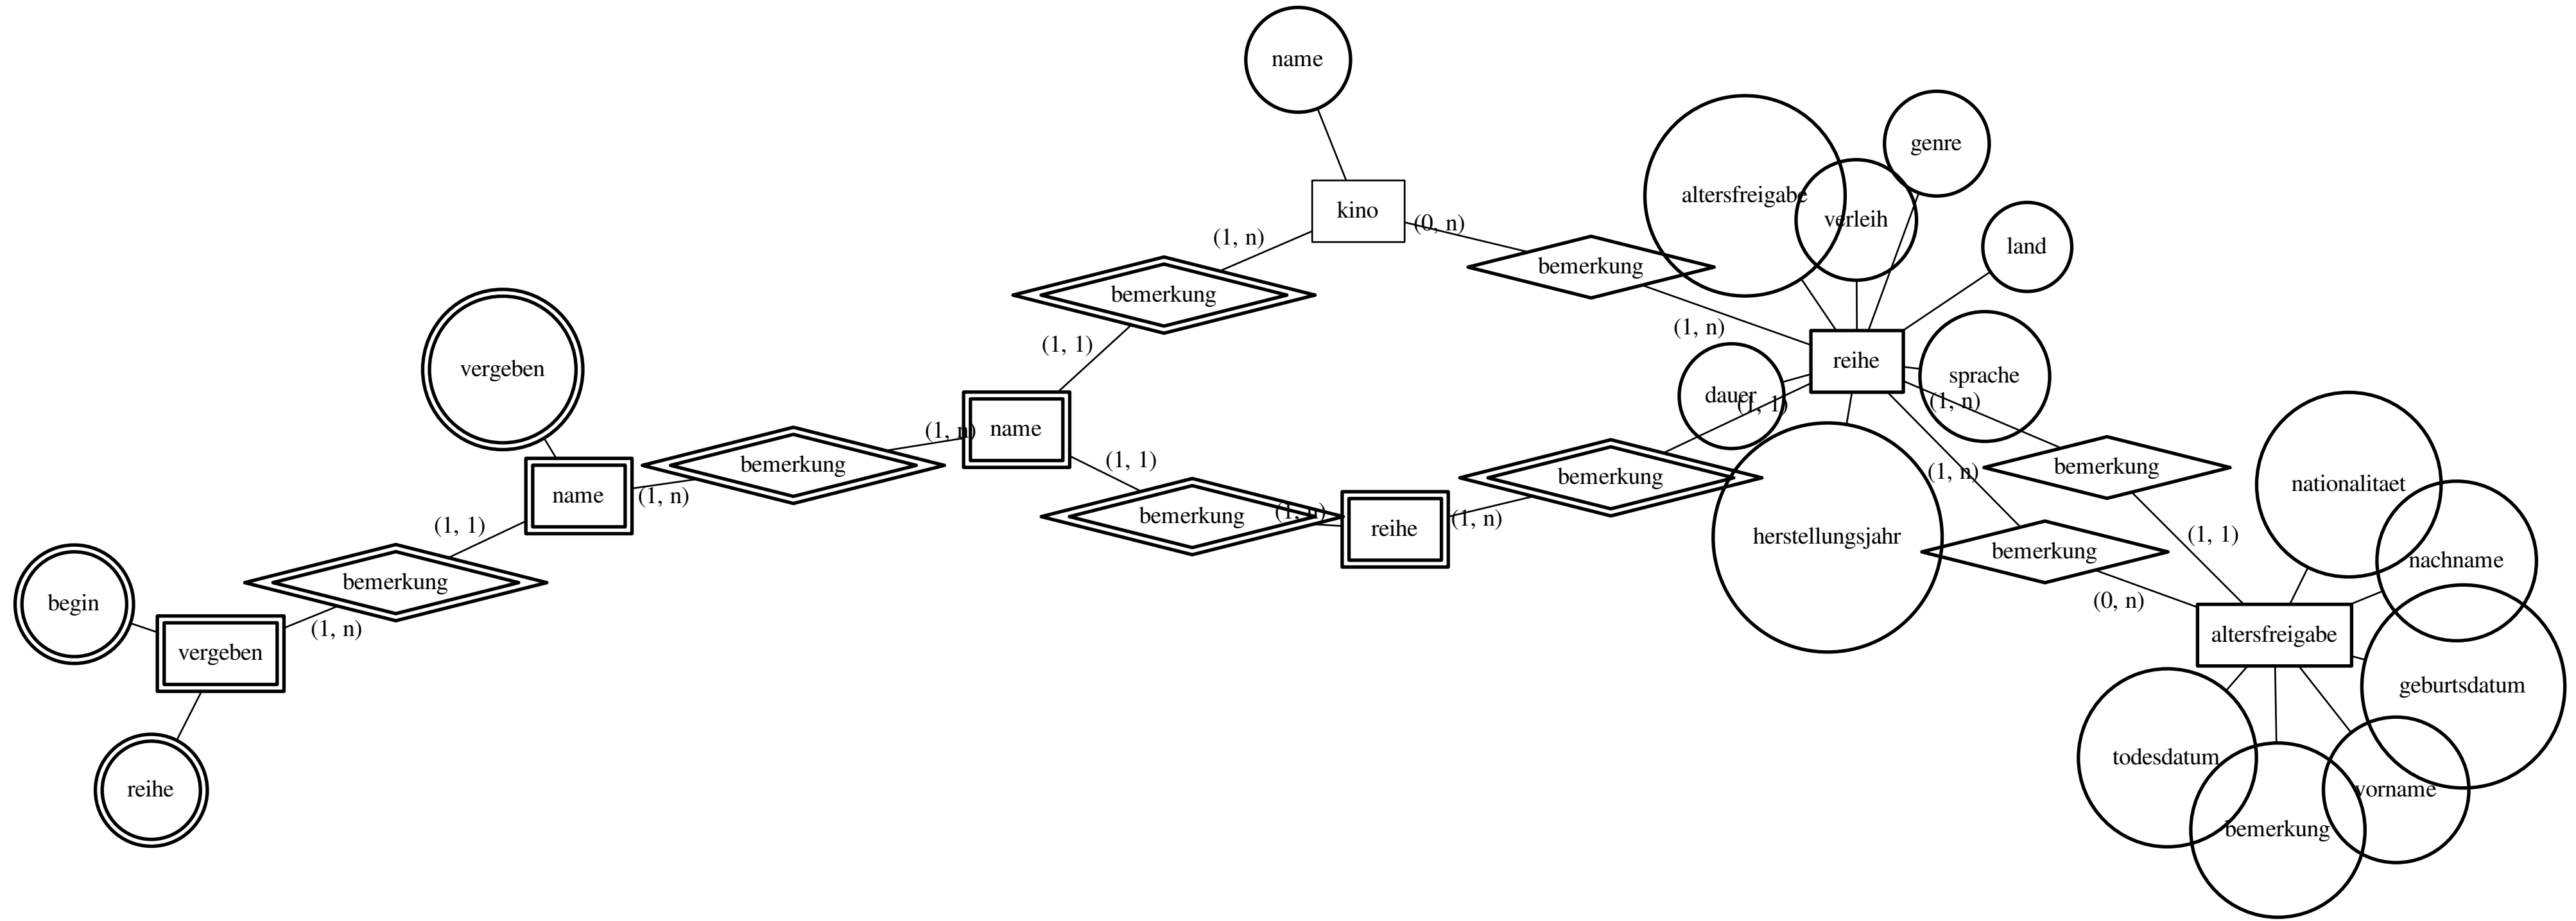 name
genre
altersfreigabe
verleih
kino
(0, n)
(1, n)
land
bemerkung
bemerkung
(1, n)
(1, 1)
reihe
vergeben
sprache
dauer
(1, 1)
(1, n)
name
(1, n)
(1, 1)
bemerkung
bemerkung
(1, n)
bemerkung
nationalitaet
name
(1, n)
bemerkung
(1, n)
reihe
(1, n)
(1, 1)
herstellungsjahr
(1, 1)
bemerkung
nachname
bemerkung
begin
(1, n)
(0, n)
altersfreigabe
vergeben
geburtsdatum
todesdatum
reihe
vorname
bemerkung